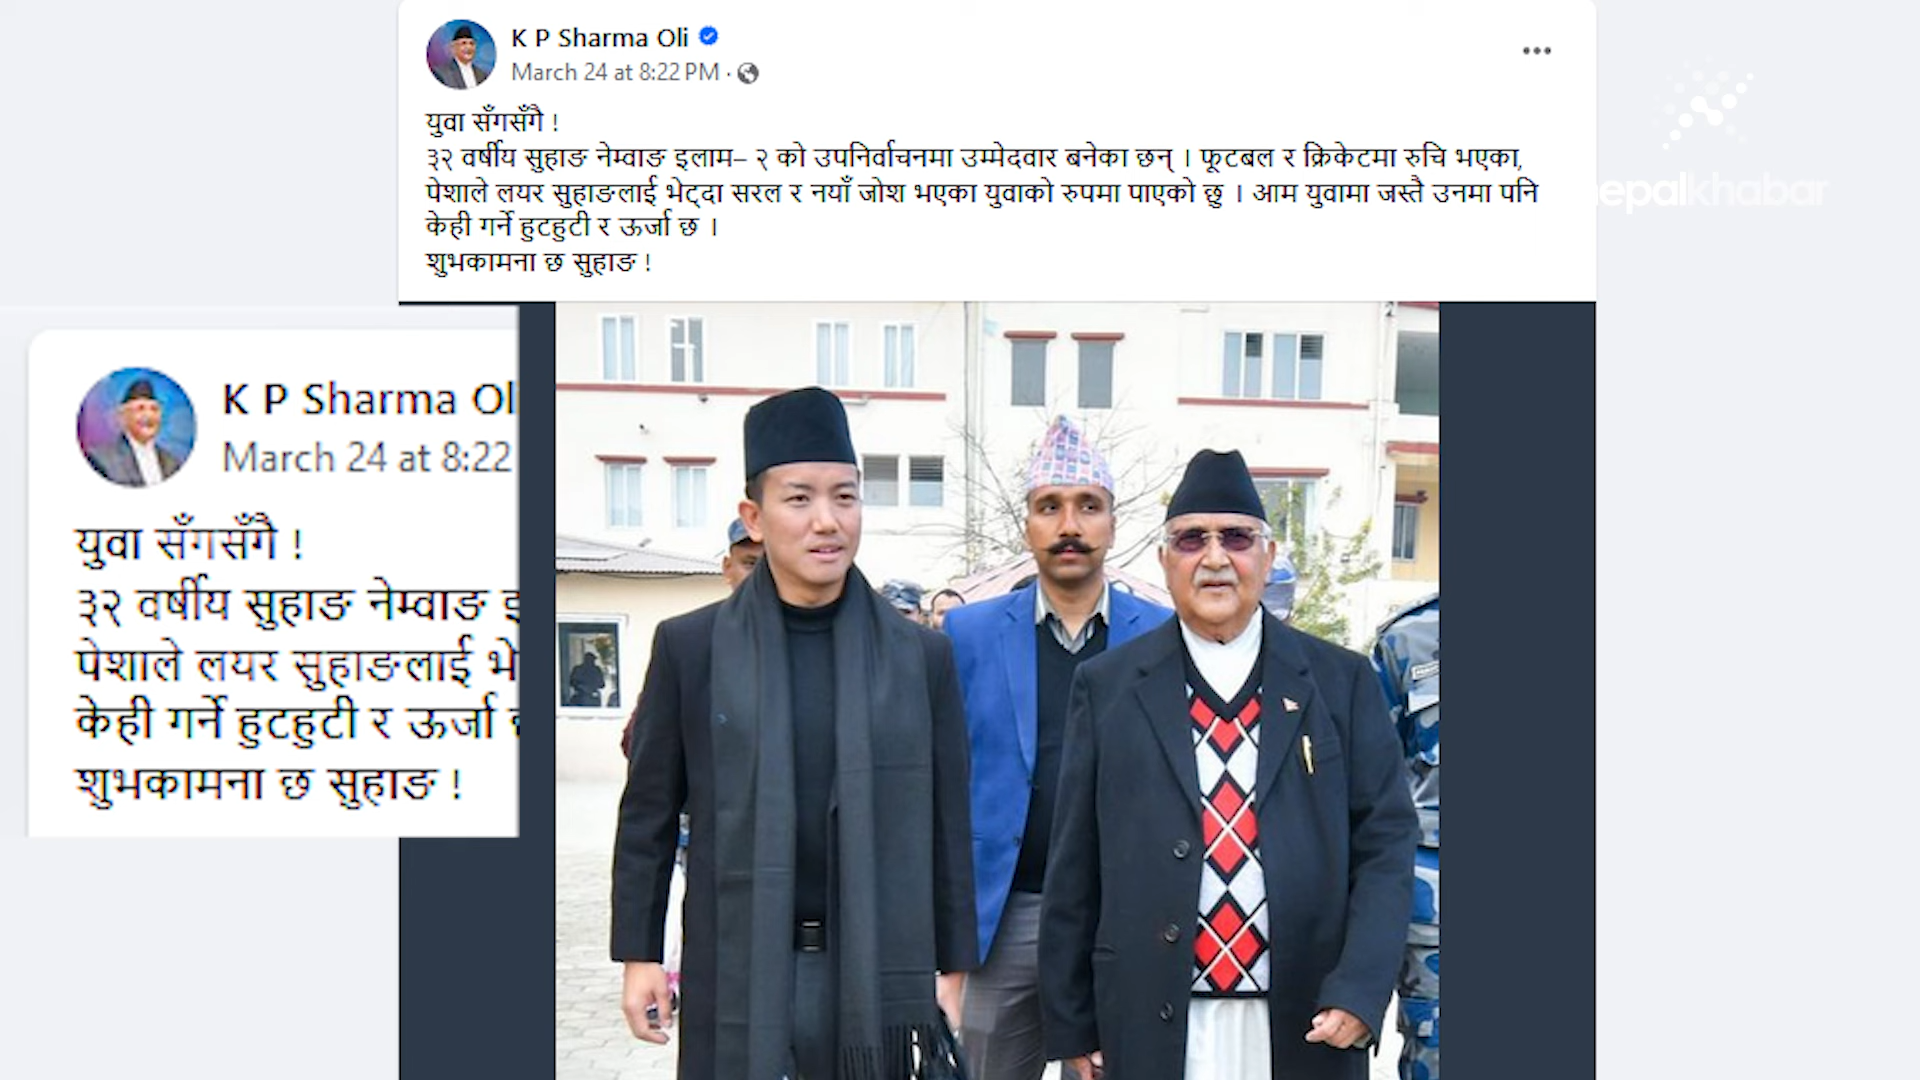 K P Sharma Oli
March 24 at 8:22 PM ·
युवा सँगसँगै !
३२ वर्षीय सुहाङ नेम्वाङ इलाम– २ को उपनिर्वाचनमा उम्मेदवार बनेका छन् । फूटबल र क्रिकेटमा रुचि भएका,
पेशाले लयर सुहाङलाई भेट्दा सरल र नयाँ जोश भएका युवाको रुपमा पाएको छु । आम युवामा जस्तै उनमा पनि
केही गर्ने हुटहुटी र ऊर्जा छ ।
शुभकामना छ सुहाङ !
nepalkhabar
K P Sharma Ol
March 24 at 8:22
युवा सँगसँगै !
३२ वर्षीय सुहाङ नेम्वाङ
पेशाले लयर सुहाङलाई भे
केही गर्ने हुटहुटी र ऊर्जा
शुभकामना छ सुहाङ !